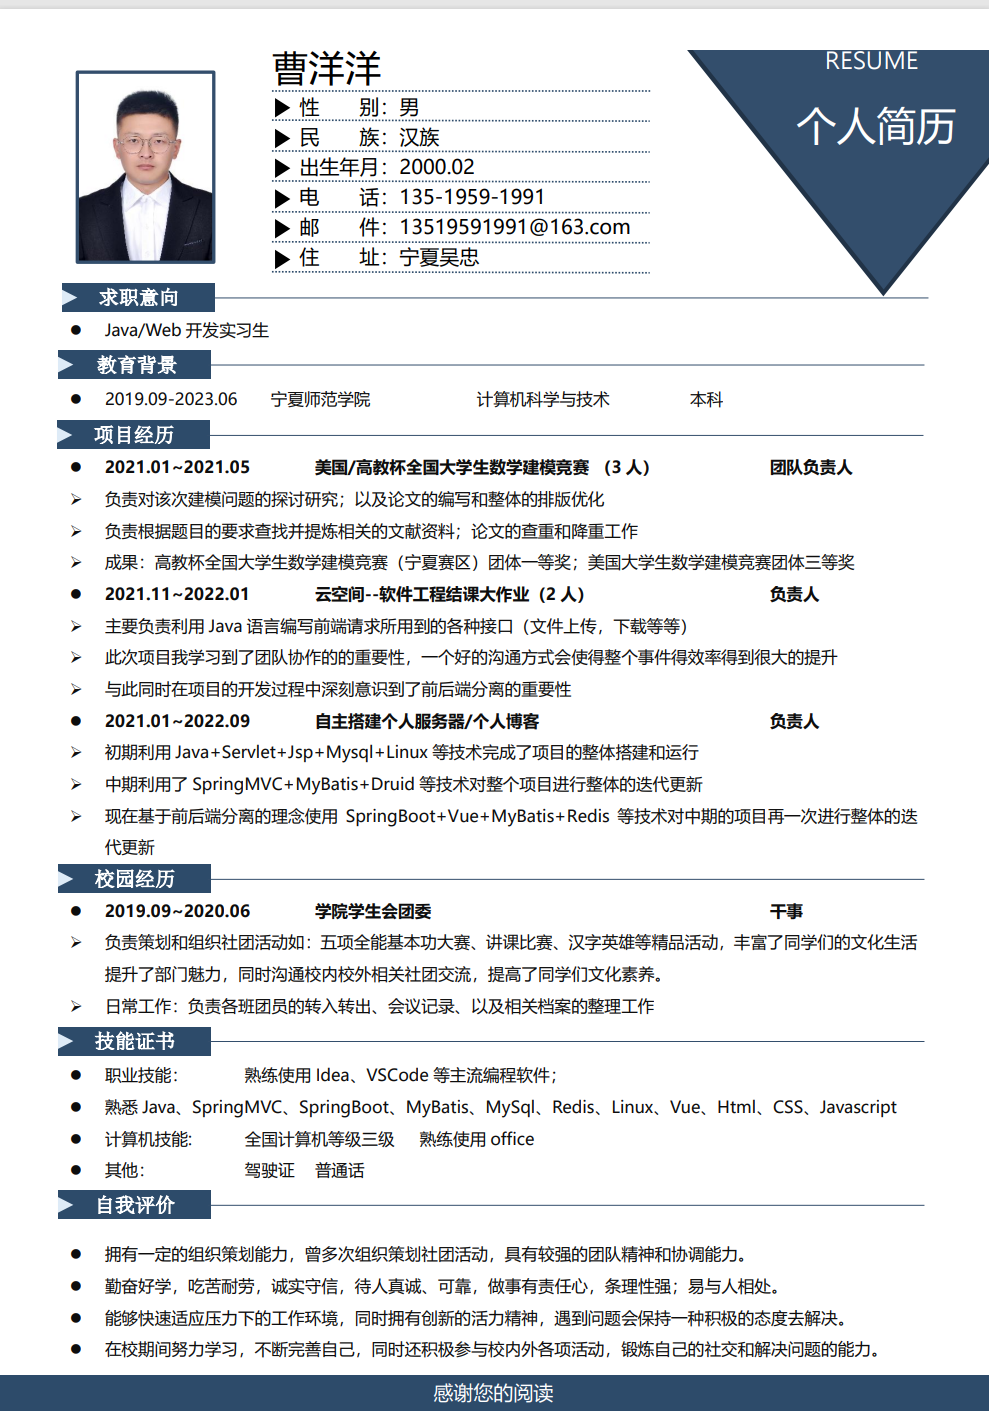 RESUME
个人简历
曹洋洋
性 别：男
民 族：汉族
出生年月：2000.02
电 话：135-1959-1991
邮 件：13519591991@163.com
住 址：宁夏吴忠
求职意向
Java/Web 开发实习生
教育背景
2019.09-2023.06 宁夏师范学院 计算机科学与技术 本科
项目经历
2021.01~2021.05 美国/高教杯全国大学生数学建模竞赛 （3 人） 团队负责人
负责对该次建模问题的探讨研究；以及论文的编写和整体的排版优化
负责根据题目的要求查找并提炼相关的文献资料；论文的查重和降重工作
成果：高教杯全国大学生数学建模竞赛（宁夏赛区）团体一等奖；美国大学生数学建模竞赛团体三等奖
2021.11~2022.01 云空间--软件工程结课大作业（2 人） 负责人
主要负责利用 Java 语言编写前端请求所用到的各种接口（文件上传，下载等等）
此次项目我学习到了团队协作的的重要性，一个好的沟通方式会使得整个事件得效率得到很大的提升
与此同时在项目的开发过程中深刻意识到了前后端分离的重要性
2021.01~2022.09 自主搭建个人服务器/个人博客 负责人
初期利用 Java+Servlet+Jsp+Mysql+Linux 等技术完成了项目的整体搭建和运行
中期利用了 SpringMVC+MyBatis+Druid 等技术对整个项目进行整体的迭代更新
现在基于前后端分离的理念使用 SpringBoot+Vue+MyBatis+Redis 等技术对中期的项目再一次进行整体的迭
代更新
校园经历
2019.09~2020.06 学院学生会团委 干事
负责策划和组织社团活动如：五项全能基本功大赛、讲课比赛、汉字英雄等精品活动，丰富了同学们的文化生活
提升了部门魅力，同时沟通校内校外相关社团交流，提高了同学们文化素养。
日常工作：负责各班团员的转入转出、会议记录、以及相关档案的整理工作
技能证书
职业技能： 熟练使用 Idea、VSCode 等主流编程软件；
熟悉 Java、SpringMVC、SpringBoot、MyBatis、MySql、Redis、Linux、Vue、Html、CSS、Javascript
计算机技能: 全国计算机等级三级 熟练使用 office
其他： 驾驶证 普通话
自我评价
拥有一定的组织策划能力，曾多次组织策划社团活动，具有较强的团队精神和协调能力。
勤奋好学，吃苦耐劳，诚实守信，待人真诚、可靠，做事有责任心，条理性强；易与人相处。
能够快速适应压力下的工作环境，同时拥有创新的活力精神，遇到问题会保持一种积极的态度去解决。
在校期间努力学习，不断完善自己，同时还积极参与校内外各项活动，锻炼自己的社交和解决问题的能力。
感谢您的阅读